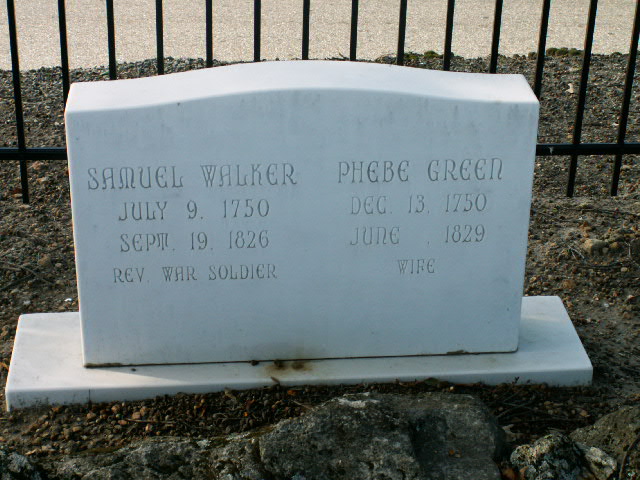 SAMUEL WALKER
JULY 9, 1750
SEPT. 19, 1826
REV. WAR SOLDIER
PHEBE GREEN
DEC. 13, 1750
JUNE , 1829
WIFE